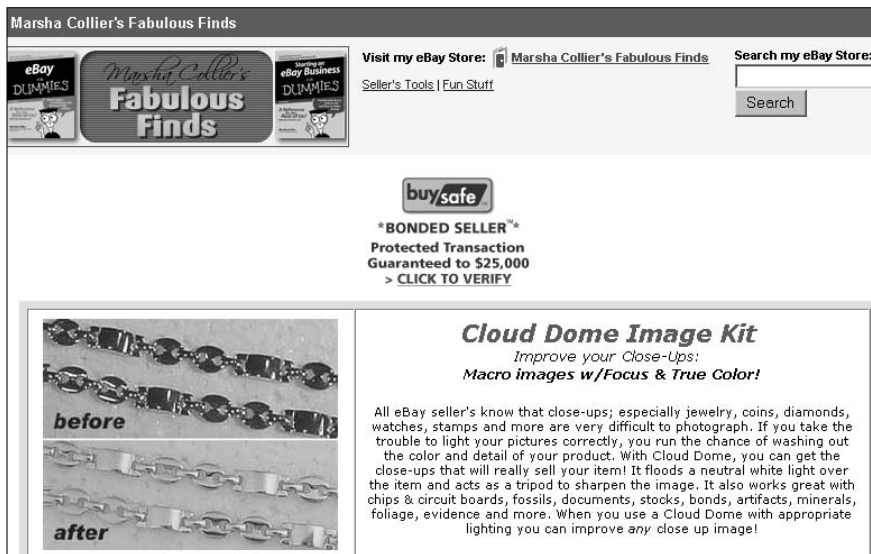 Marsha Collier's Fabulous Finds
eBay
DUMMIES
Marsha Collier's
Fabulous
Finds
Starting an
eBay Business
DUMMIES
Visit my eBay Store: Marsha Collier's Fabulous Finds
Seller's Tools | Fun Stuff
Search my eBay Store:
Search
buySAFE
*BONDED SELLER™*
Protected Transaction
Guaranteed to $25,000
> CLICK TO VERIFY
before
after
Cloud Dome Image Kit
Improve your Close-Ups:
Macro images w/Focus & True Color!
All eBay seller's know that close-ups; especially jewelry, coins, diamonds,
watches, stamps and more are very difficult to photograph. If you take the
trouble to light your pictures correctly, you run the chance of washing out
the color and detail of your product. With Cloud Dome, you can get the
close-ups that will really sell your item! It floods a neutral white light over
the item and acts as a tripod to sharpen the image. It also works great with
chips & circuit boards, fossils, documents, stocks, bonds, artifacts, minerals,
foliage, evidence and more. When you use a Cloud Dome with appropriate
lighting you can improve any close up image!